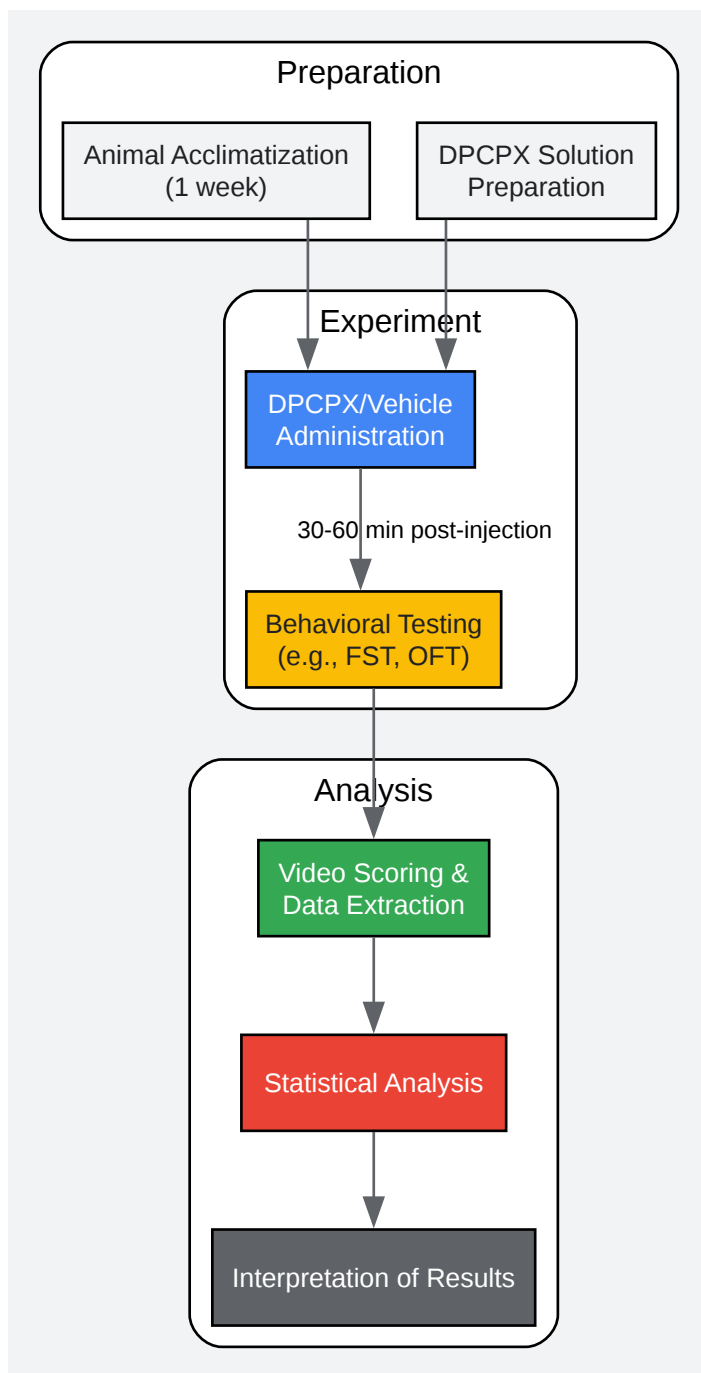 Preparation
Animal Acclimatization
(1 week)
DPCPX Solution
Preparation
Experiment
DPCPX/Vehicle
Administration
30-60 min post-injection
Behavioral Testing
(e.g., FST, OFT)
Analysis
Video Scoring &
Data Extraction
Statistical Analysis
Interpretation of Results